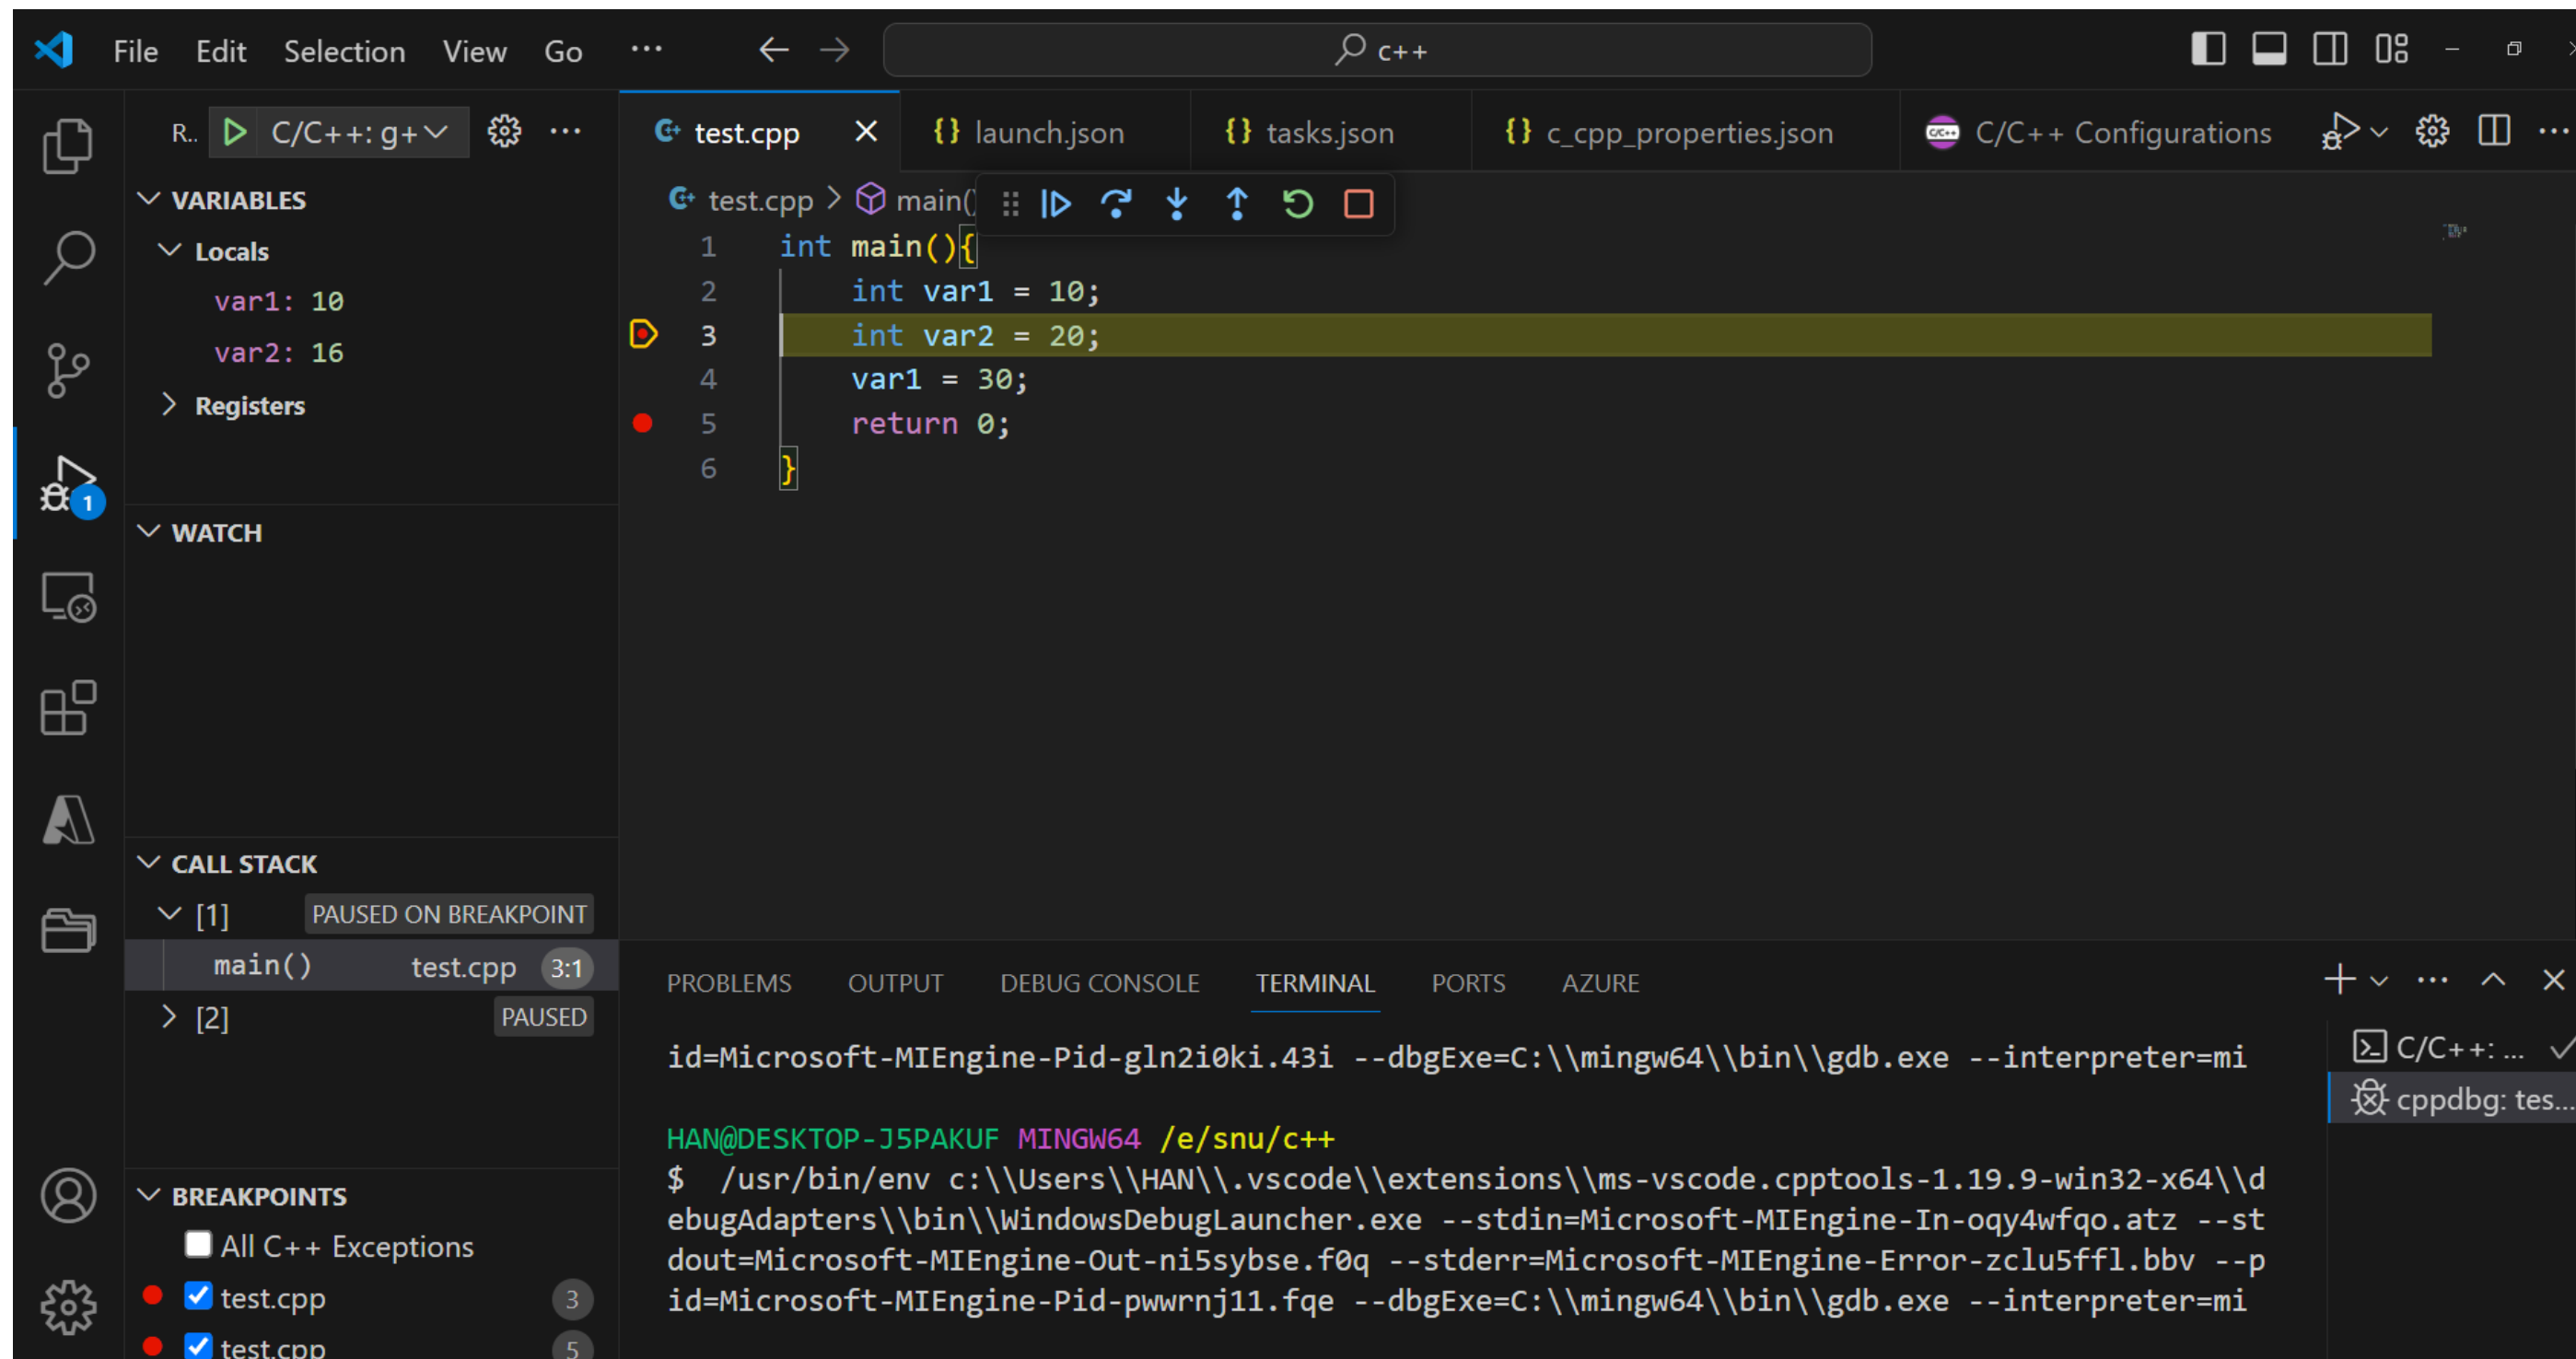 File Edit Selection View Go ··· c++
R.. C/C++: g+ ···
test.cpp launch.json tasks.json c_cpp_properties.json C/C++ Configurations ···
VARIABLES
Locals
var1: 10
var2: 16
Registers
WATCH
CALL STACK
[1] PAUSED ON BREAKPOINT
main() test.cpp 3:1
[2] PAUSED
BREAKPOINTS
All C++ Exceptions
test.cpp 3
test.cpp 5
1
test.cpp > main()
1 int main(){
2 int var1 = 10;
3 int var2 = 20;
4 var1 = 30;
5 return 0;
6 }
PROBLEMS OUTPUT DEBUG CONSOLE TERMINAL PORTS AZURE
id=Microsoft-MIEngine-Pid-gln2i0ki.43i --dbgExe=C:\\mingw64\\bin\\gdb.exe --interpreter=mi
HAN@DESKTOP-J5PAKUF MINGW64 /e/snu/c++
$ /usr/bin/env c:\\Users\\HAN\\.vscode\\extensions\\ms-vscode.cpptools-1.19.9-win32-x64\\d
ebugAdapters\\bin\\WindowsDebugLauncher.exe --stdin=Microsoft-MIEngine-In-oqy4wfqo.atz --st
dout=Microsoft-MIEngine-Out-ni5sybse.f0q --stderr=Microsoft-MIEngine-Error-zclu5ffl.bbv --p
id=Microsoft-MIEngine-Pid-pwwrnj11.fqe --dbgExe=C:\\mingw64\\bin\\gdb.exe --interpreter=mi
C/C++: ...
cppdbg: tes...